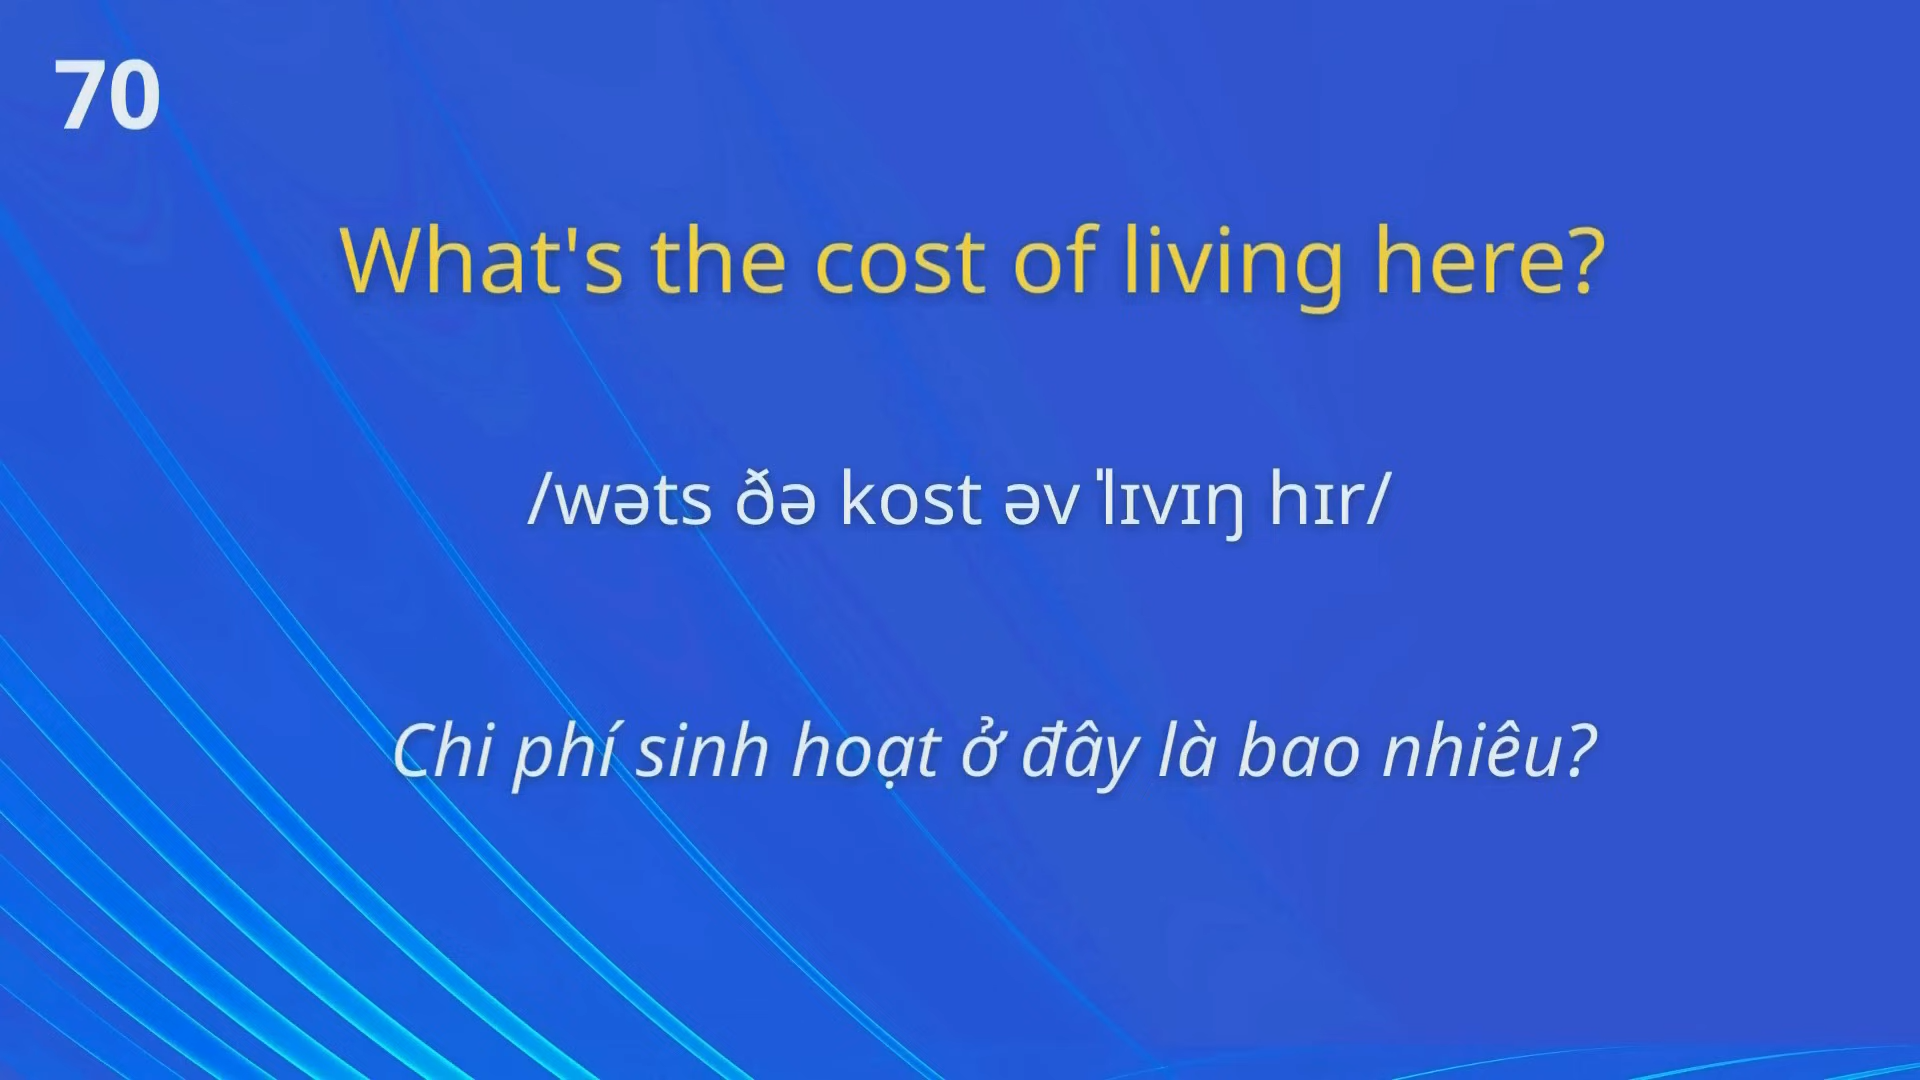 70
What's the cost of living here?
/wəts ðə kost əv ˈlɪvɪŋ hɪr/
Chi phí sinh hoạt ở đây là bao nhiêu?